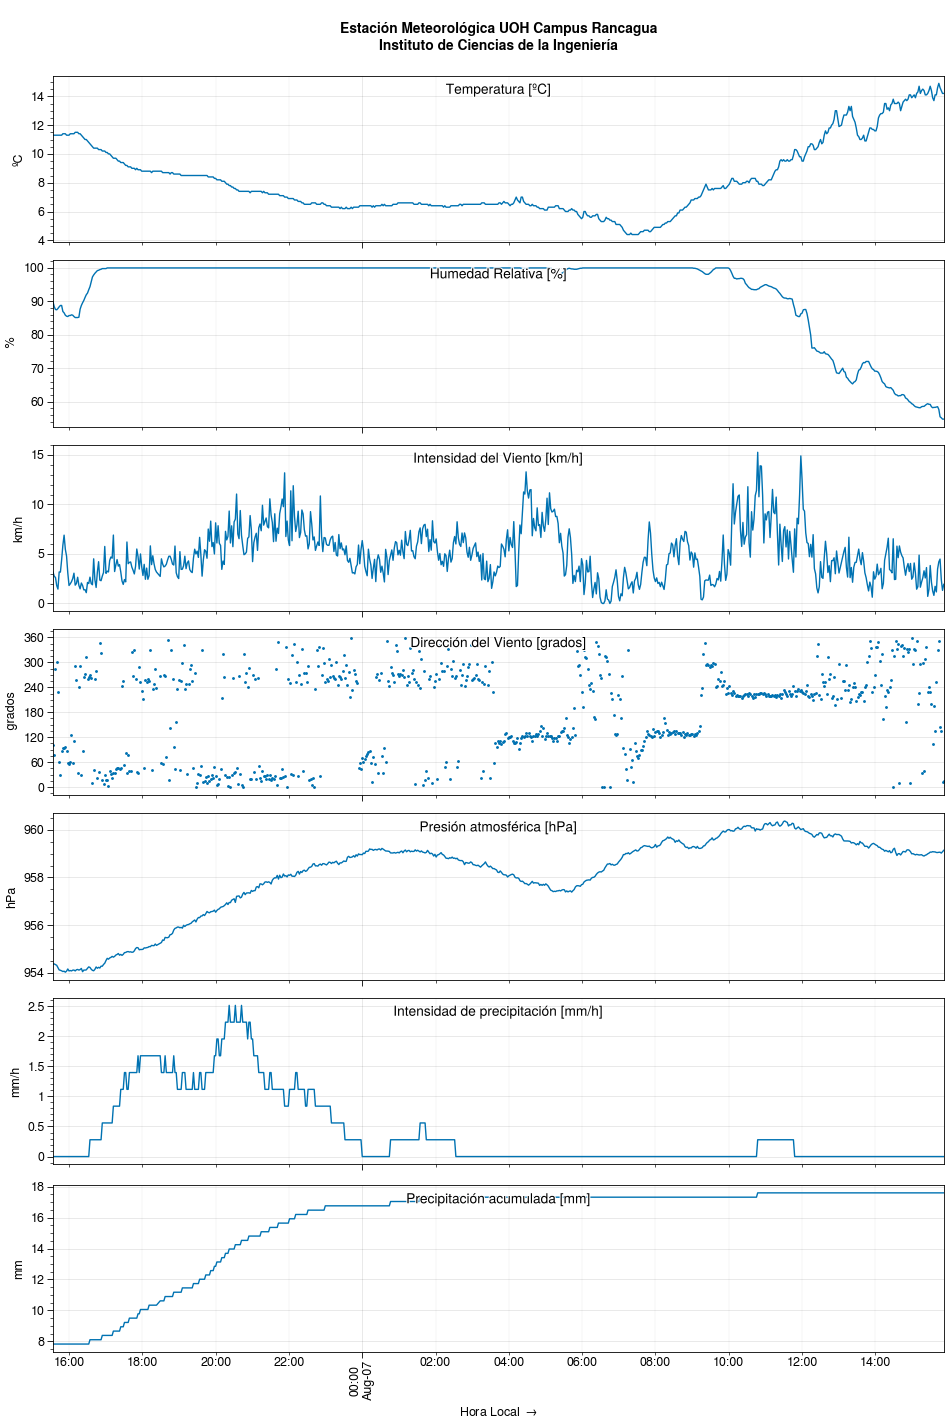 Estación Meteorológica UOH Campus Rancagua
Instituto de Ciencias de la Ingeniería
Temperatura [ºC]
ºC
14
12
10
8
6
4
Humedad Relativa [%]
%
100
90
80
70
60
Intensidad del Viento [km/h]
km/h
15
10
5
0
Dirección del Viento [grados]
grados
360
300
240
180
120
60
0
Presión atmosférica [hPa]
hPa
960
958
956
954
Intensidad de precipitación [mm/h]
mm/h
2.5
2
1.5
1
0.5
0
Precipitación acumulada [mm]
mm
18
16
14
12
10
8
16:00 18:00 20:00 22:00 00:00 02:00 04:00 06:00 08:00 10:00 12:00 14:00
Aug-07
Hora Local →